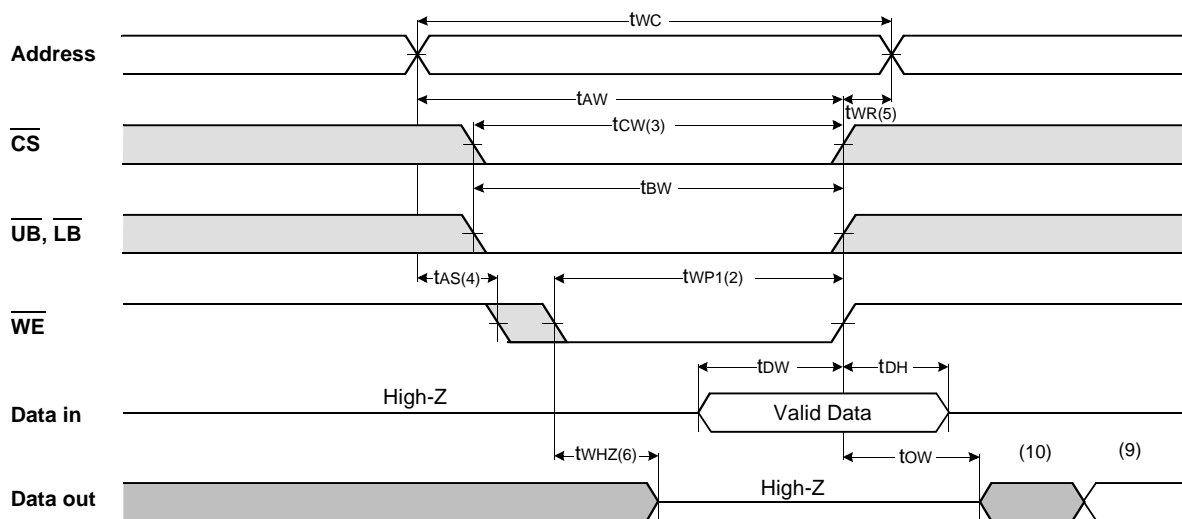 tWC
Address
tAW
tWR(5)
CS
tCW(3)
tBW
UB, LB
tAS(4)
tWP1(2)
WE
tDW
tDH
High-Z
Data in
Valid Data
tWHZ(6)
tOW
(10)
(9)
High-Z
Data out